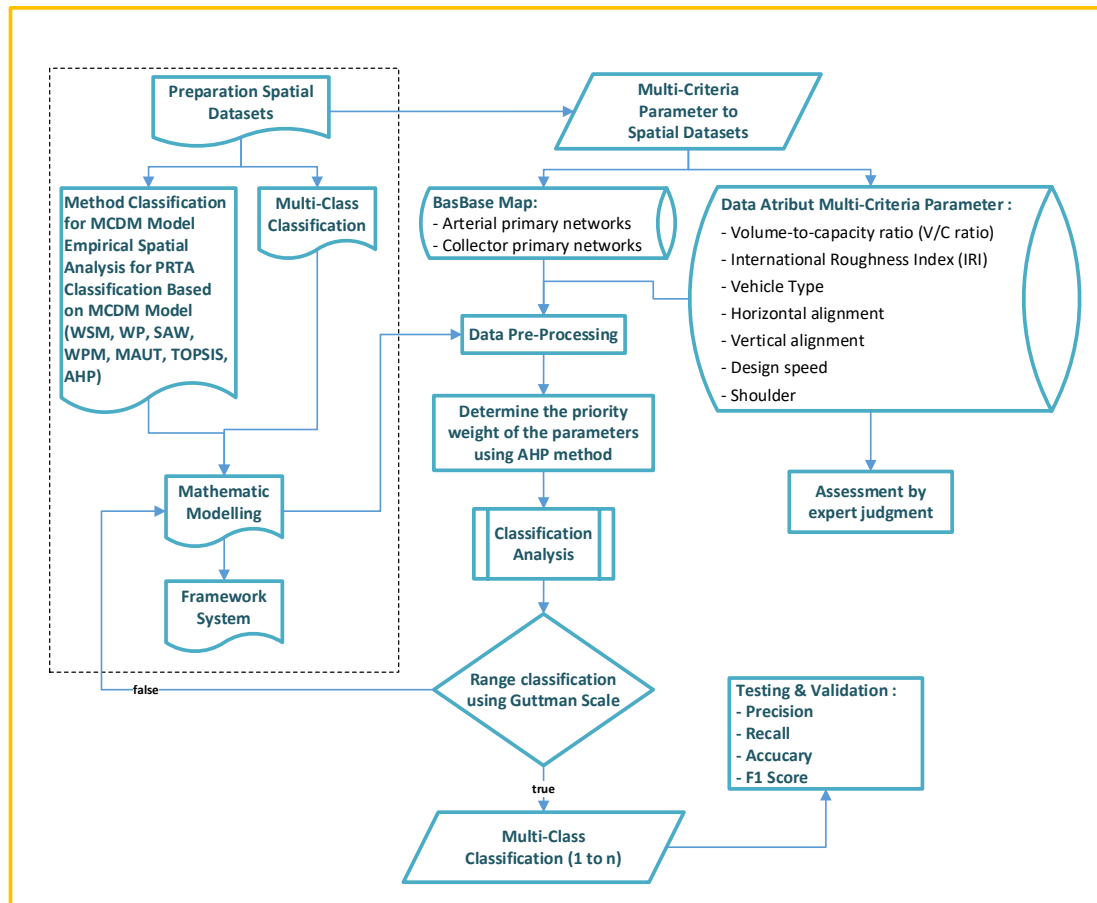 Preparation Spatial
Datasets
Multi-Criteria
Parameter to
Spatial Datasets
Method Classification
for MCDM Model
Empirical Spatial
Analysis for PRTA
Classification Based
on MCDM Model
(WSM, WP, SAW,
WPM, MAUT, TOPSIS,
AHP)
Multi-Class
Classification
BasBase Map:
- Arterial primary networks
- Collector primary networks
Data Atribut Multi-Criteria Parameter :
- Volume-to-capacity ratio (V/C ratio)
- International Roughness Index (IRI)
- Vehicle Type
- Horizontal alignment
- Vertical alignment
- Design speed
- Shoulder
Data Pre-Processing
Determine the priority
weight of the parameters
using AHP method
Mathematic
Modelling
Assessment by
expert judgment
Classification
Analysis
Framework
System
Range classification
using Guttman Scale
false
true
Testing & Validation :
- Precision
- Recall
- Accucary
- F1 Score
Multi-Class
Classification (1 to n)